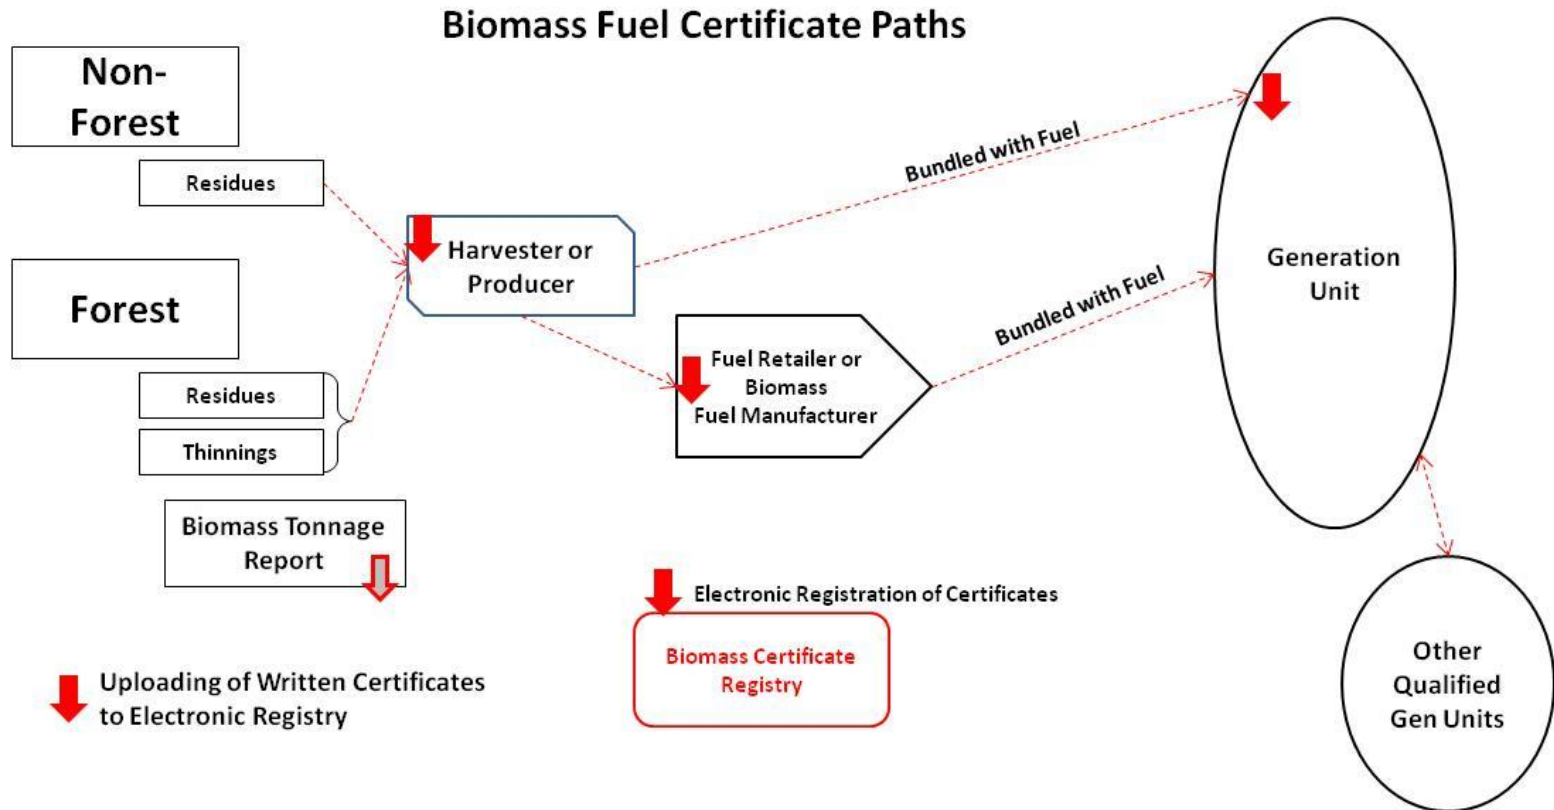 Biomass Fuel Certificate Paths
Non-
Forest
Residues
Forest
Residues
Thinnings
Biomass Tonnage
Report
Uploading of Written Certificates
to Electronic Registry
Harvester or
Producer
Fuel Retailer or
Biomass
Fuel Manufacturer
Electronic Registration of Certificates
Biomass Certificate
Registry
Bundled with Fuel
Bundled with Fuel
Generation
Unit
Other
Qualified
Gen Units